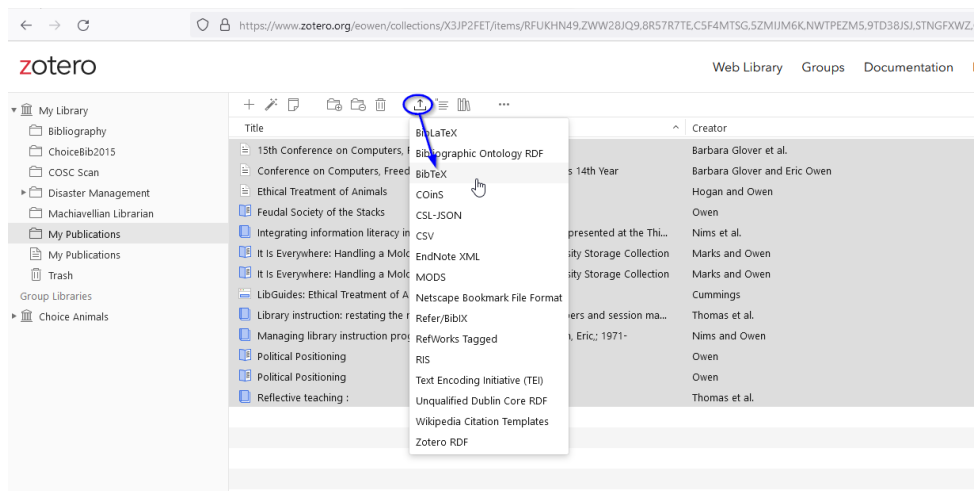 https://www.zotero.org/eowen/collections/X3JP2FET/items/RFUKHN49,ZWW28JQ9,8R57R7TE,C5F4MTSG,5ZMIJM6K,NWTPEZM5,9TD38JSJ,STNGFXWZ,
zotero
Web Library Groups Documentation
My Library
Bibliography
ChoiceBib2015
COSC Scan
Disaster Management
Machiavellian Librarian
My Publications
My Publications
Trash
Group Libraries
Choice Animals
Title Creator
15th Conference on Computers, Barbara Glover et al.
Conference on Computers, Freed s 14th Year Barbara Glover and Eric Owen
Ethical Treatment of Animals Hogan and Owen
Feudal Society of the Stacks Owen
Integrating information literacy in presented at the Thi... Nims et al.
It Is Everywhere: Handling a Mold sity Storage Collection Marks and Owen
It Is Everywhere: Handling a Mold sity Storage Collection Marks and Owen
LibGuides: Ethical Treatment of A Cummings
Library instruction: restating the ers and session ma... Thomas et al.
Managing library instruction prog , Eric,; 1971- Nims and Owen
Political Positioning Owen
Political Positioning Owen
Reflective teaching : Thomas et al.
BibLaTeX
Bibliographic Ontology RDF
BibTeX
COinS
CSL-JSON
CSV
EndNote XML
MODS
Netscape Bookmark File Format
Refer/BibIX
RefWorks Tagged
RIS
Text Encoding Initiative (TEI)
Unqualified Dublin Core RDF
Wikipedia Citation Templates
Zotero RDF